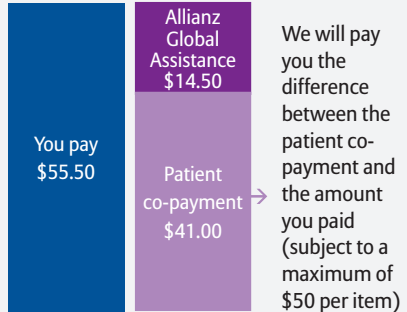 You pay
$55.50
Allianz
Global
Assistance
$14.50
Patient
co-payment
$41.00
We will pay
you the
difference
between the
patient co-
payment and
the amount
you paid
(subject to a
maximum of
$50 per item)